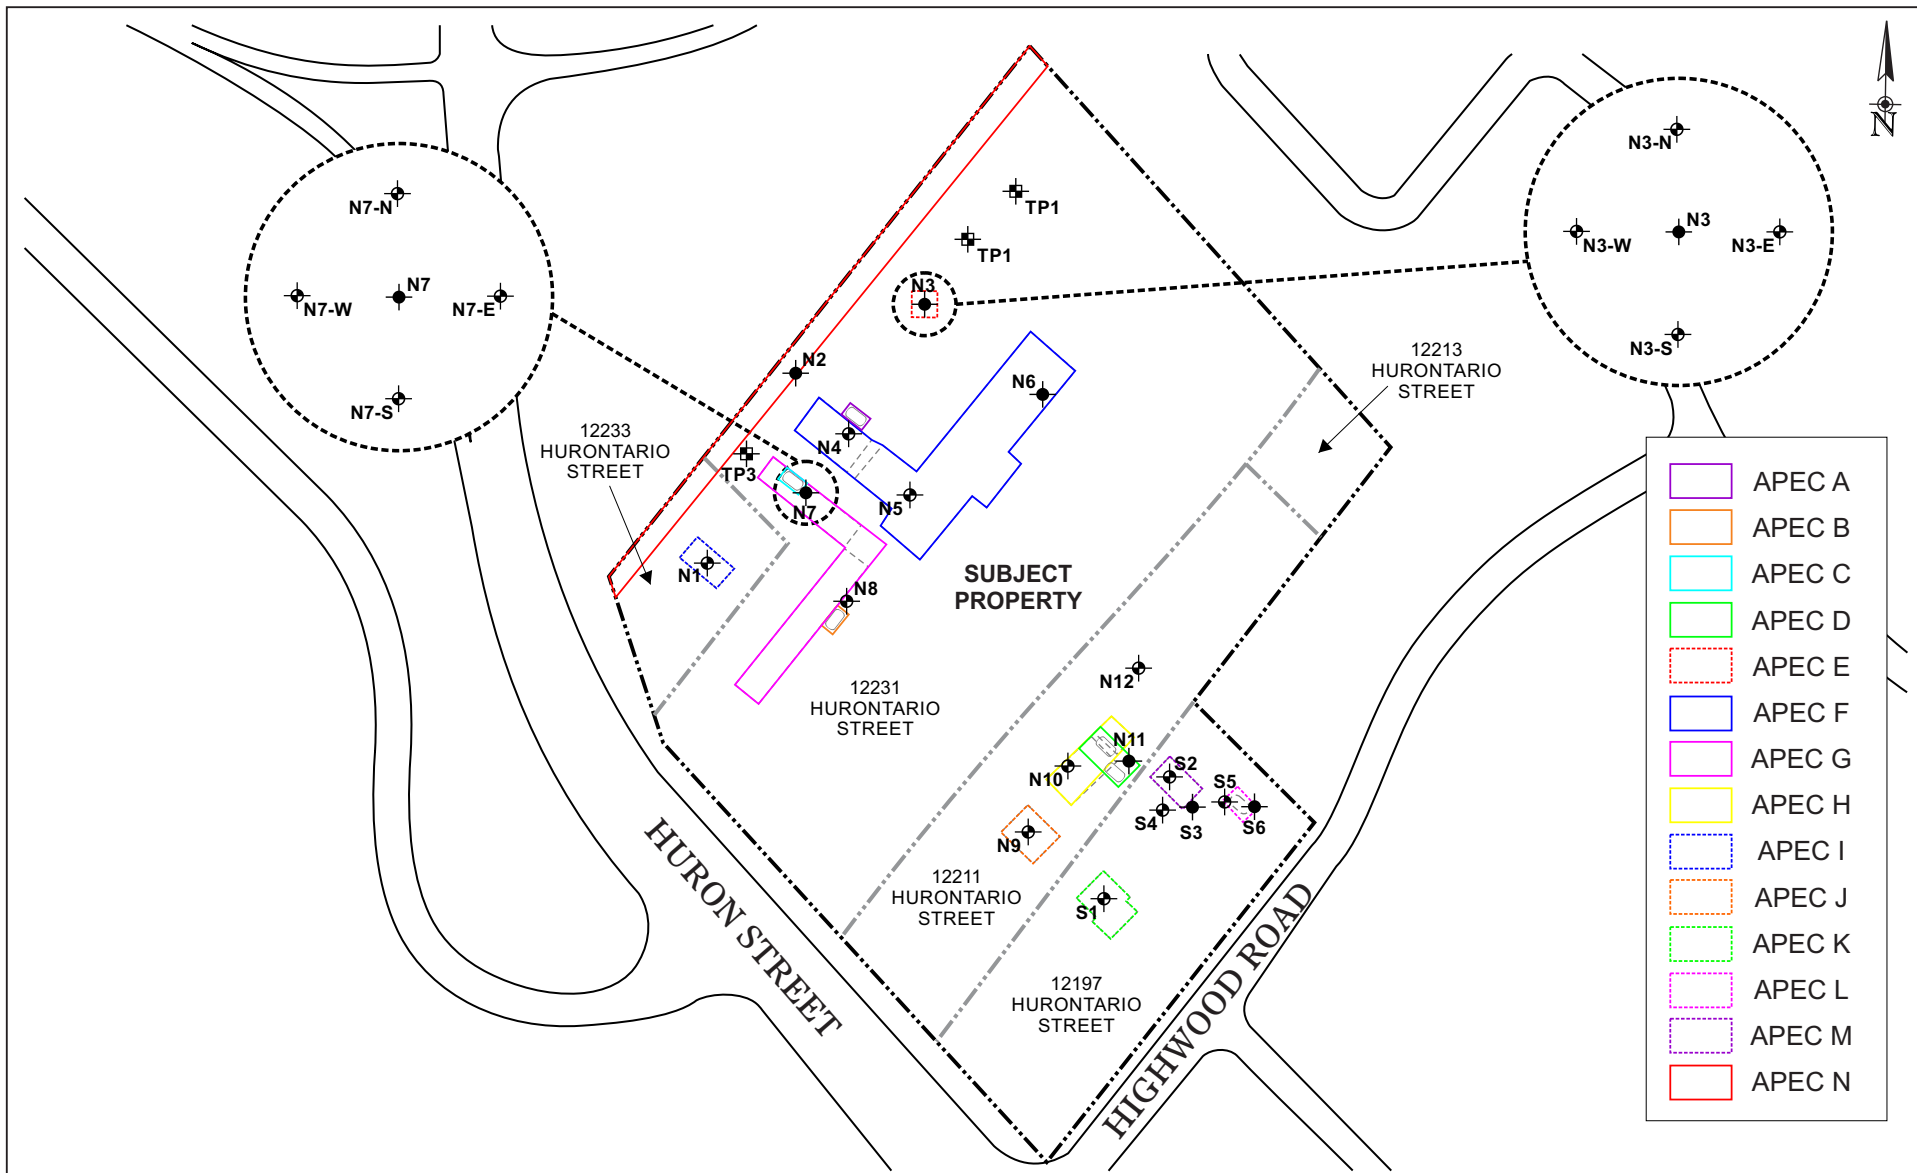 N
N3-N
N3-W
N3
N3-E
N3-S
N7-N
N7-W
N7
N7-E
N7-S
TP1
TP1
N3
N2
N6
N4
TP3
N7
N5
12213
HURONTARIO
STREET
12233
HURONTARIO
STREET
N1
N8
SUBJECT
PROPERTY
12231
HURONTARIO
STREET
N12
N11
N10
S2
S5
S4
S3
S6
N9
S1
12211
HURONTARIO
STREET
12197
HURONTARIO
STREET
HURON STREET
HIGHWOOD ROAD
APEC A
APEC B
APEC C
APEC D
APEC E
APEC F
APEC G
APEC H
APEC I
APEC J
APEC K
APEC L
APEC M
APEC N